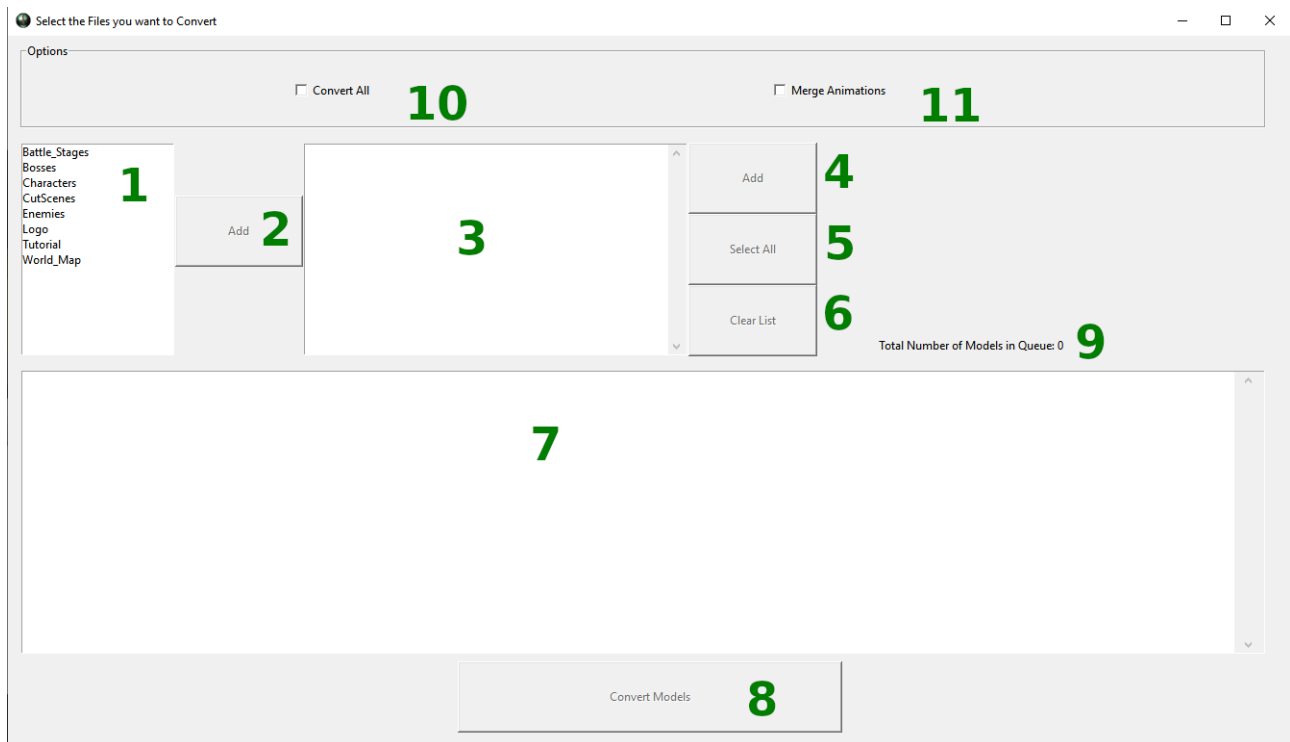 Select the Files you want to Convert
Options
Convert All
10
Merge Animations
11
Battle_Stages
Bosses
Characters
CutScenes
Enemies
Logo
Tutorial
World_Map
1
Add
2
3
Add
4
Select All
5
Clear List
6
Total Number of Models in Queue: 0
9
7
Convert Models
8